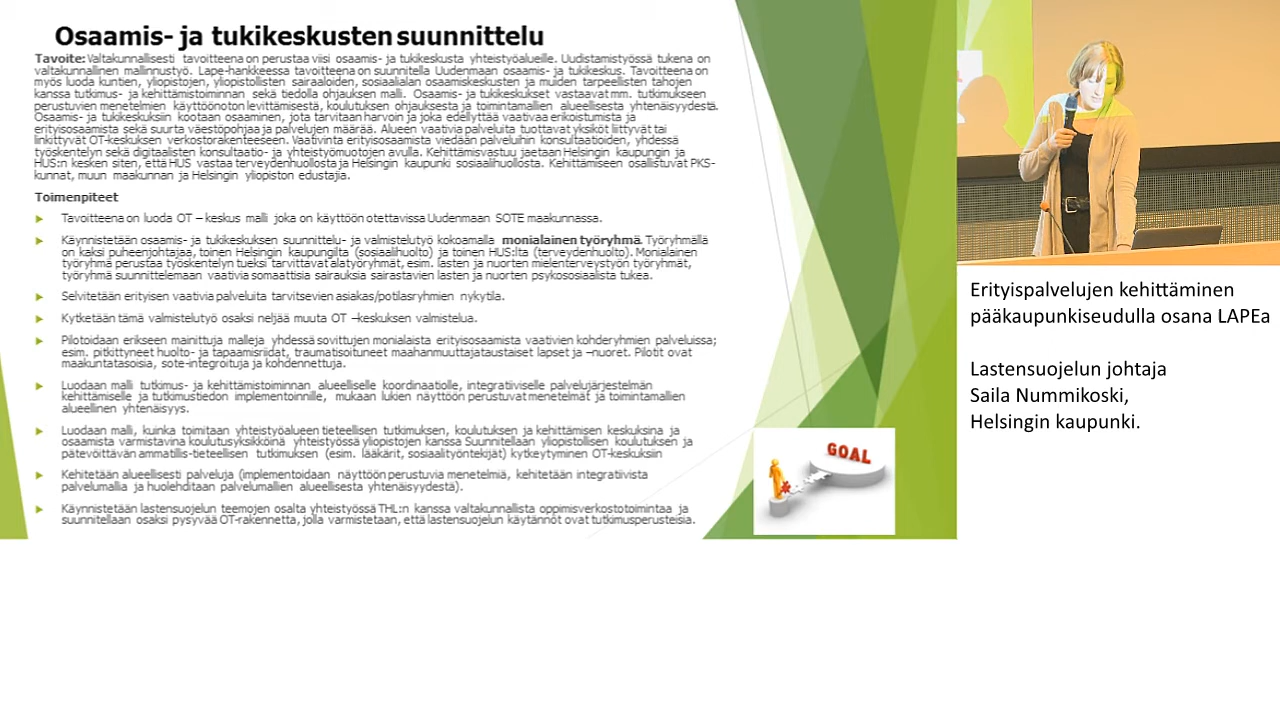 Osaamis- ja tukikeskusten suunnittelu
Tavoite: Valtakunnallisesti tavoitteena on perustaa viisi osaamis- ja tukikeskusta yhteistyöalueille. Uudistamistyössä tukena on
valtakunnallinen mallinnustyö. Lape-hankkeessa tavoitteena on suunnitella Uudenmaan osaamis- ja tukikeskus. Tavoitteena on
myös luoda kuntien, yliopistojen, yliopistollisten sairaaloiden, sosiaalialan osaamiskeskusten ja muiden tarpeellisten tahojen
kanssa tutkimus- ja kehittämistoiminnan sekä tiedolla ohjauksen malli. Osaamis- ja tukikeskukset vastaavat mm. tutkimukseen
perustuvien menetelmien käyttöönoton levittämisestä, koulutuksen ohjauksesta ja toimintamallien alueellisesta yhtenäisyydestä.
Osaamis- ja tukikeskuksiin kootaan osaaminen, jota tarvitaan harvoin ja joka edellyttää vaativaa erikoistumista ja
erityisosaamista sekä suurta väestöpohjaa ja palvelujen määrää. Alueen vaativia palveluita tuottavat yksiköt liittyvät tai
linkittyvät OT-keskuksen verkostorakenteeseen. Vaativinta erityisosaamista viedään palveluihin konsultaatioiden, yhdessä
työskentelyn sekä digitaalisten konsultaatio- ja yhteistyömuotojen avulla. Kehittämisvastuu jaetaan Helsingin kaupungin ja
HUS:n kesken siten, että HUS vastaa terveydenhuollosta ja Helsingin kaupunki sosiaalihuollosta. Kehittämiseen osallistuvat PKS-
kunnat, muun maakunnan ja Helsingin yliopiston edustajia.
Toimenpiteet
Tavoitteena on luoda OT – keskus malli joka on käyttöön otettavissa Uudenmaan SOTE maakunnassa.
Käynnistetään osaamis- ja tukikeskuksen suunnittelu- ja valmistelutyö kokoamalla monialainen työryhmä. Työryhmällä
on kaksi puheenjohtajaa, toinen Helsingin kaupungilta (sosiaalihuolto) ja toinen HUS:lta (terveydenhuolto). Monialainen
työryhmä perustaa työskentelyn tueksi tarvittavat alatyöryhmät, esim. lasten ja nuorten mielenterveystyön työryhmät,
työryhmä suunnittelemaan vaativia somaattisia sairauksia sairastavien lasten ja nuorten psykososiaalista tukea.
Selvitetään erityisen vaativia palveluita tarvitsevien asiakas/potilasryhmien nykytila.
Kytketään tämä valmistelutyö osaksi neljää muuta OT –keskuksen valmistelua.
Pilotoidaan erikseen mainittuja malleja yhdessä sovittujen monialaista erityisosaamista vaativien kohderyhmien palveluissa;
esim. pitkittyneet huolto- ja tapaamisriidat, traumatisoituneet maahanmuuttajataustaiset lapset ja –nuoret. Pilotit ovat
maakuntatasoisia, sote-integroituja ja kohdennettuja.
Luodaan malli tutkimus- ja kehittämistoiminnan alueelliselle koordinaatiolle, integratiiviselle palvelujärjestelmän
kehittämiselle ja tutkimustiedon implementoinnille, mukaan lukien näyttöön perustuvat menetelmät ja toimintamallien
alueellinen yhtenäisyys.
Luodaan malli, kuinka toimitaan yhteistyöalueen tieteellisen tutkimuksen, koulutuksen ja kehittämisen keskuksina ja
osaamista varmistavina koulutusyksikköinä yhteistyössä yliopistojen kanssa Suunnitellaan yliopistollisen koulutuksen ja
pätevöittävän ammatillis-tieteellisen tutkimuksen (esim. lääkärit, sosiaalityöntekijät) kytkeytyminen OT-keskuksiin
Kehitetään alueellisesti palveluja (implementoidaan näyttöön perustuvia menetelmiä, kehitetään integratiivista
palvelumallia ja huolehditaan palvelumallien alueellisesta yhtenäisyydestä).
Käynnistetään lastensuojelun teemojen osalta yhteistyössä THL:n kanssa valtakunnallista oppimisverkostotoimintaa ja
suunnitellaan osaksi pysyvää OT-rakennetta, jolla varmistetaan, että lastensuojelun käytännöt ovat tutkimusperusteisia.
GOAL
Erityispalvelujen kehittäminen
pääkaupunkiseudulla osana LAPEa
Lastensuojelun johtaja
Saila Nummikoski,
Helsingin kaupunki.